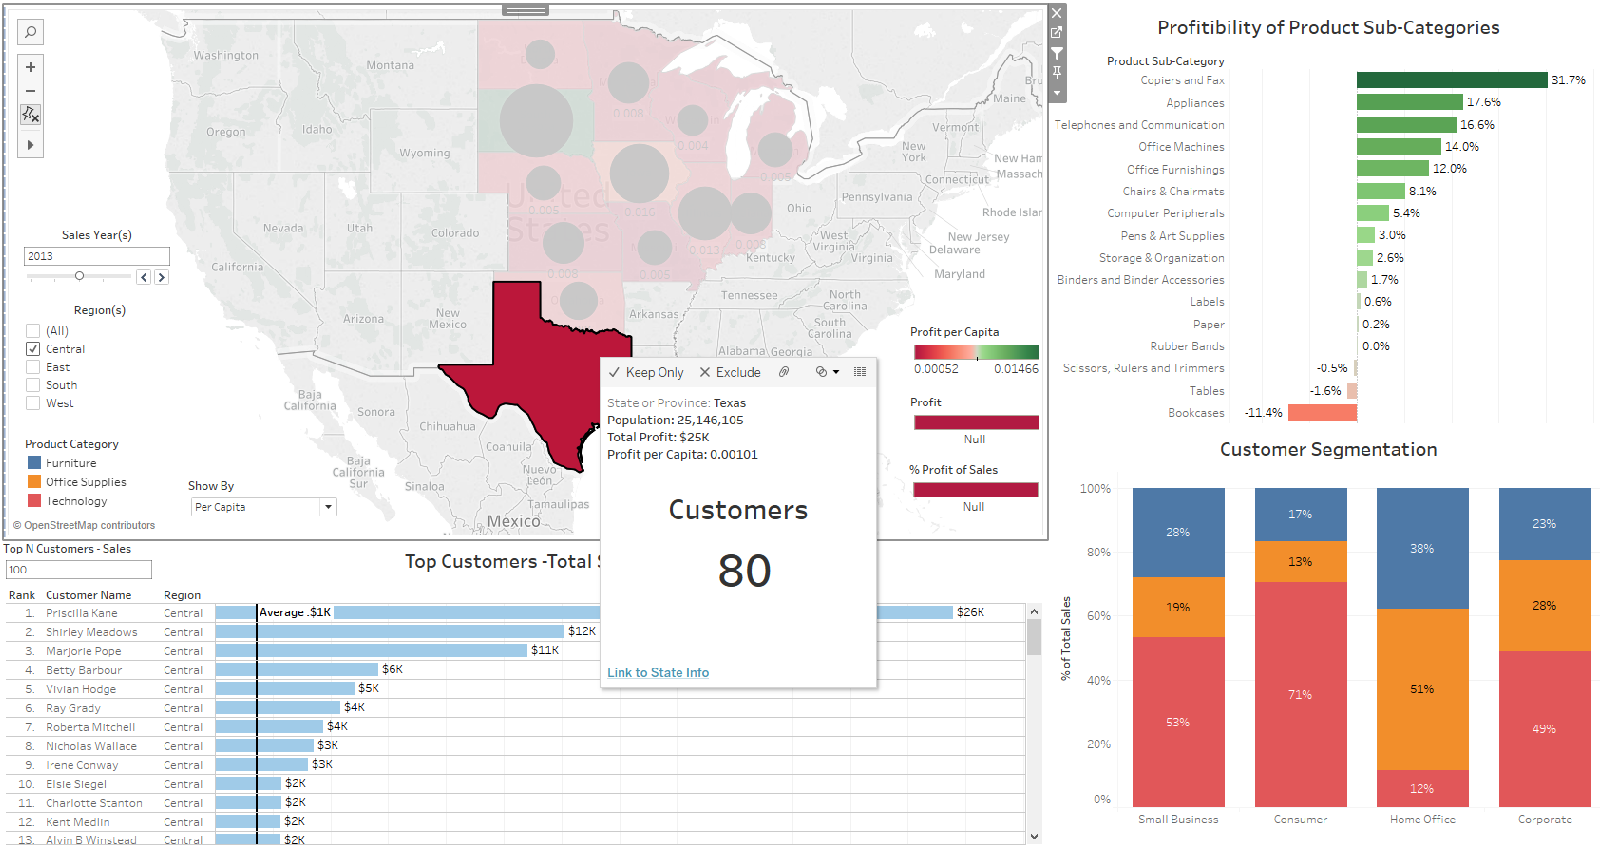 Washington
Montana
Oregon
Idaho
Wyoming
Nevada
Utah
Colorado
California
Arizona
New
Mexico
United
States
0.008
0.004
0.005
0.005
0.016
0.013
0.008
0.005
0.008
Maine
Vermont
New
York
New Ham
Massach
Connecticut
Pennsylvania
Rhode Islar
Ohio
West
Virginia
Virginia
New Jersey
Delaware
Maryland
Kentucky
Tennessee
North
Carolina
South
Carolina
Arkansas
Alabama
Georgia
Baja
California
Sonora
Chihuahua
Coahuila
Baja
California
Sur
Sinaloa
Nuevo
León
Tamaulipas
México
Sales Year(s)
2013
Region(s)
(All)
Central
East
South
West
Product Category
Furniture
Office Supplies
Technology
Show By
Per Capita
© OpenStreetMap contributors
Profit per Capita
0.00052 0.01466
Profit
Null
% Profit of Sales
Null
Keep Only Exclude
State or Province: Texas
Population: 25,146,105
Total Profit: $25K
Profit per Capita: 0.00101
Customers
80
Link to State Info
Top N Customers - Sales
100
Top Customers -Total S
Rank Customer Name Region
Average .$1K
1. Priscilla Kane Central $26K
2. Shirley Meadows Central $12K
3. Marjorie Pope Central $11K
4. Betty Barbour Central $6K
5. Vivian Hodge Central $5K
6. Ray Grady Central $4K
7. Roberta Mitchell Central $4K
8. Nicholas Wallace Central $3K
9. Irene Conway Central $3K
10. Elsie Siegel Central $2K
11. Charlotte Stanton Central $2K
12. Kent Medlin Central $2K
13. Alvin B Winstead Central $2K
Profitibility of Product Sub-Categories
Product Sub-Category
Copiers and Fax 31.7%
Appliances 17.6%
Telephones and Communication 16.6%
Office Machines 14.0%
Office Furnishings 12.0%
Chairs & Chairmats 8.1%
Computer Peripherals 5.4%
Pens & Art Supplies 3.0%
Storage & Organization 2.6%
Binders and Binder Accessories 1.7%
Labels 0.6%
Paper 0.2%
Rubber Bands 0.0%
Scissors, Rulers and Trimmers -0.5%
Tables -1.6%
Bookcases -11.4%
Customer Segmentation
% of Total Sales
100%
80%
60%
40%
20%
0%
28% 17% 38% 23%
19% 13% 51% 28%
53% 71% 12% 49%
Small Business Consumer Home Office Corporate